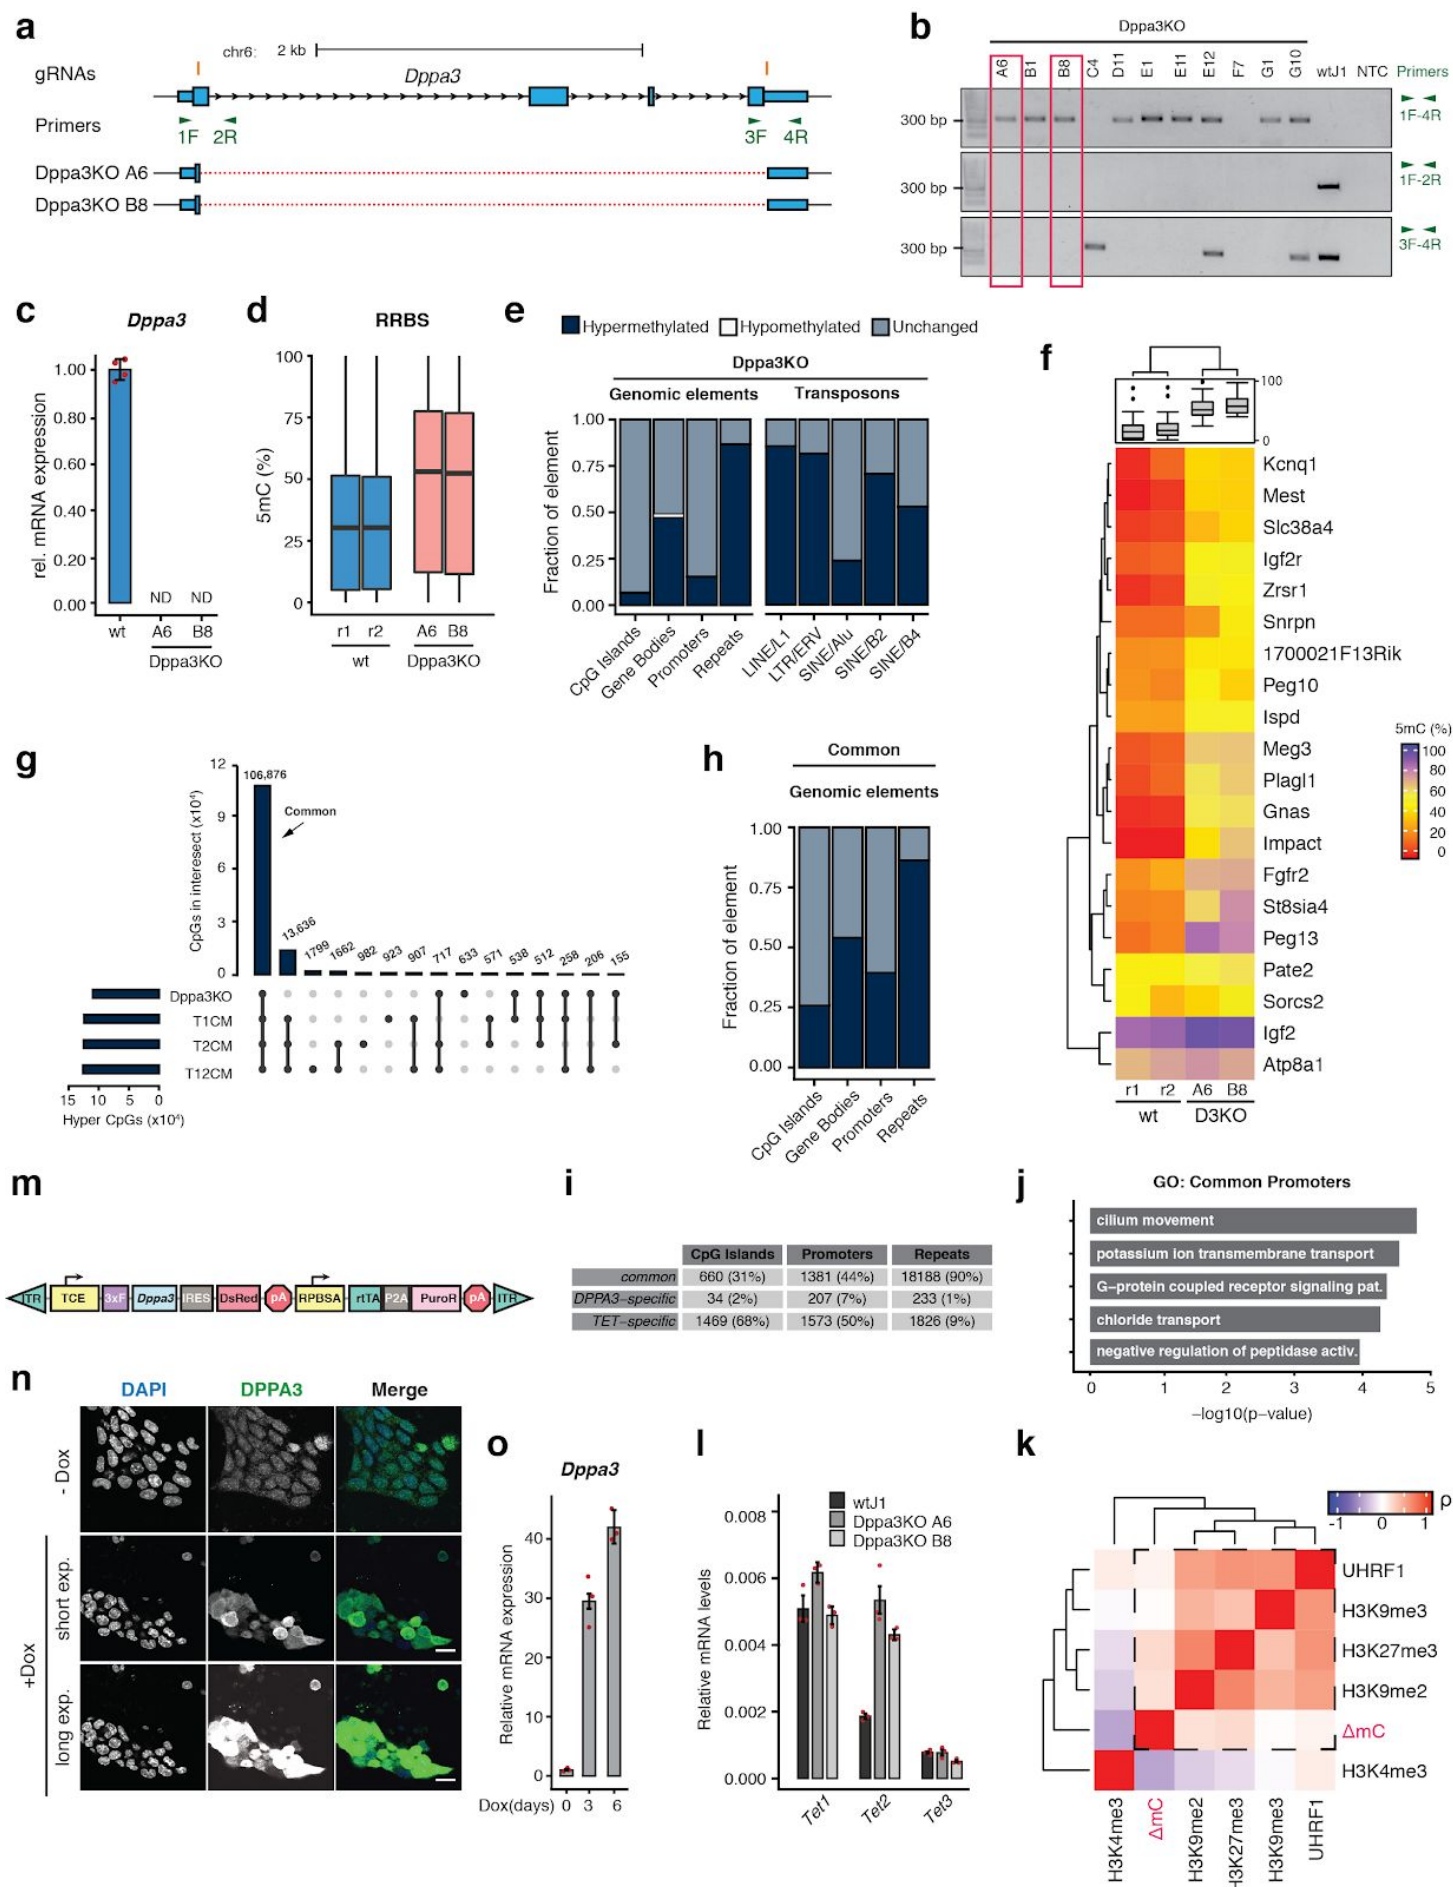 a
chr6: 2 kb
gRNAs
Dppa3
Primers
1F 2R 3F 4R
Dppa3KO A6
Dppa3KO B8
b
Dppa3KO
A6 B1 B8 C4 D11 E1 E11 E12 F7 G1 G10 wtJ1 NTC Primers
300 bp 1F-4R
300 bp 1F-2R
300 bp 3F-4R
c
Dppa3
rel. mRNA expression
1.00
0.80
0.60
0.40
0.20
0.00
ND ND
wt A6 B8
Dppa3KO
d
RRBS
5mC (%)
100
75
50
25
0
r1 r2 A6 B8
wt Dppa3KO
e
Hypermethylated Hypomethylated Unchanged
Dppa3KO
Genomic elements Transposons
Fraction of element
1.00
0.75
0.50
0.25
0.00
CpG Islands Gene Bodies Promoters Repeats LINE/L1 LTR/ERV SINE/Alu SINE/B2 SINE/B4
f
100
0
Kcnq1
Mest
Slc38a4
Igf2r
Zrsr1
Snrpn
1700021F13Rik
Peg10
Ispd
Meg3
Plagl1
Gnas
Impact
Fgfr2
St8sia4
Peg13
Pate2
Sorcs2
Igf2
Atp8a1
r1 r2 A6 B8
wt D3KO
5mC (%)
100
80
60
40
20
0
g
CpGs in interesect (x10⁴)
12
9
6
3
0
106,876
Common
13.636 1799 1662 982 923 907 717 633 571 538 512 258 206 155
Dppa3KO
T1CM
T2CM
T12CM
15 10 5 0
Hyper CpGs (x10⁴)
h
Common
Genomic elements
Fraction of element
1.00
0.75
0.50
0.25
0.00
CpG Islands Gene Bodies Promoters Repeats
m
ITR TCE 3xF Dppa3 IRES DsRed pA RPBSA rtTA P2A PuroR pA ITR
i
CpG Islands Promoters Repeats
common 660 (31%) 1381 (44%) 18188 (90%)
DPPA3-specific 34 (2%) 207 (7%) 233 (1%)
TET-specific 1469 (68%) 1573 (50%) 1826 (9%)
j
GO: Common Promoters
cilium movement
potassium ion transmembrane transport
G-protein coupled receptor signaling pat.
chloride transport
negative regulation of peptidase activ.
0 1 2 3 4 5
-log10(p-value)
n
DAPI DPPA3 Merge
- Dox
+Dox
short exp.
long exp.
o
Dppa3
Relative mRNA expression
40
30
20
10
0
Dox(days) 0 3 6
l
wtJ1
Dppa3KO A6
Dppa3KO B8
Relative mRNA levels
0.008
0.006
0.004
0.002
0.000
Tet1 Tet2 Tet3
k
ρ
-1 0 1
UHRF1
H3K9me3
H3K27me3
H3K9me2
ΔmC
H3K4me3
H3K4me3 ΔmC H3K9me2 H3K27me3 H3K9me3 UHRF1